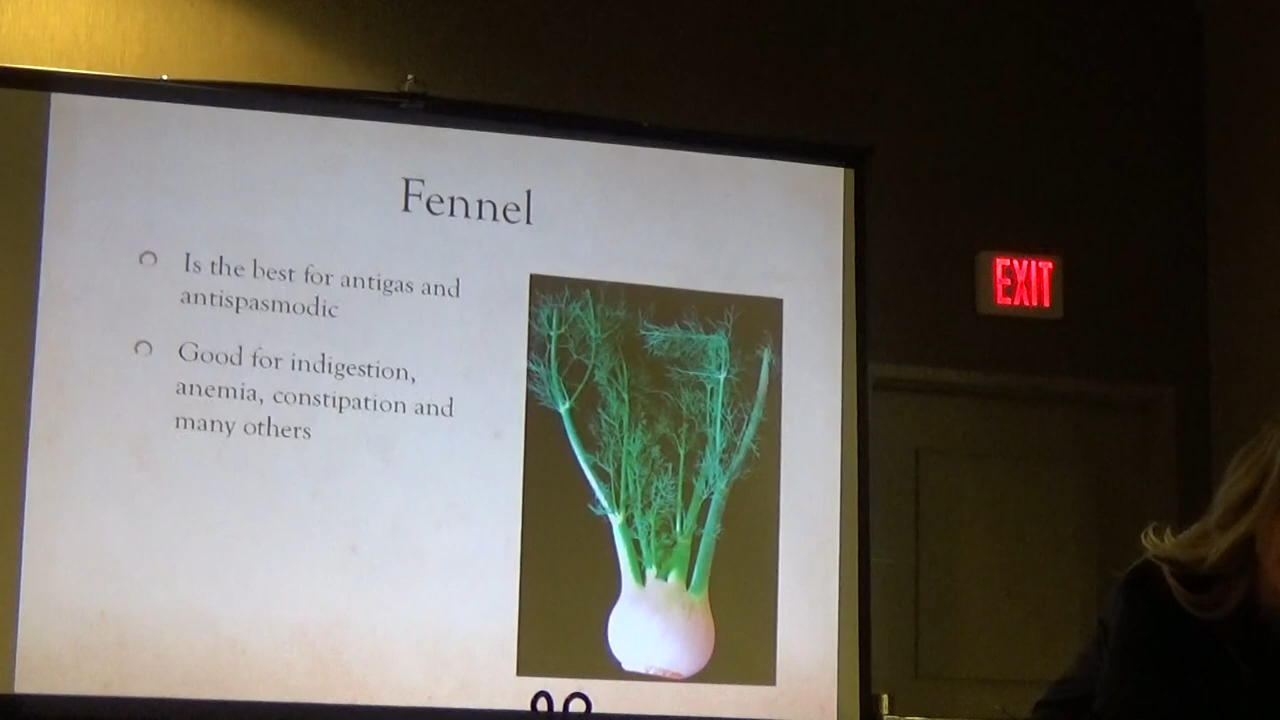 Fennel
Is the best for antigas and
antispasmodic
Good for indigestion,
anemia, constipation and
many others
EXIT